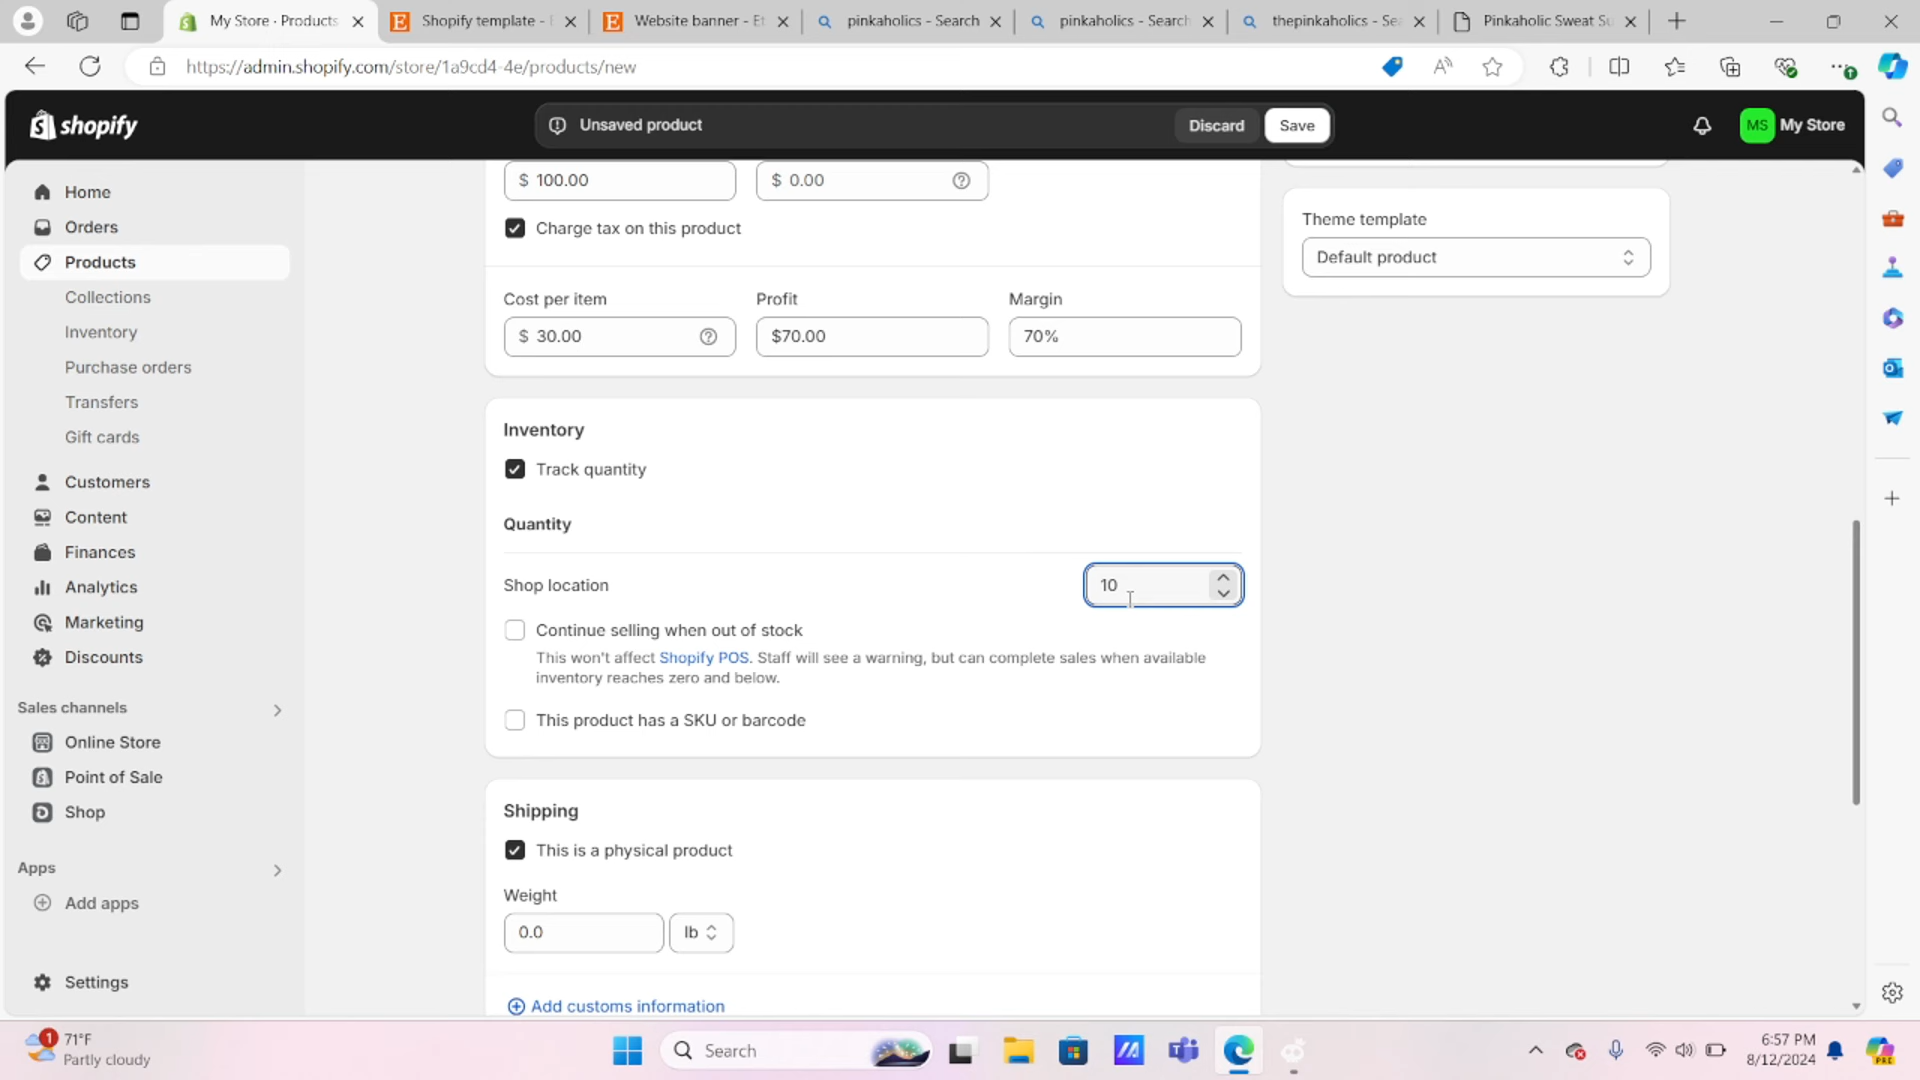 My Store · Products
Shopify template - E
Website banner - Et
pinkaholics - Search
pinkaholics - Search
thepinkaholics - Sea
Pinkaholic Sweat Su
https://admin.shopify.com/store/1a9cd4-4e/products/new
shopify
Unsaved product
Discard
Save
MS
My Store
Home
Orders
Products
Collections
Inventory
Purchase orders
Transfers
Gift cards
Customers
Content
Finances
Analytics
Marketing
Discounts
Sales channels
Online Store
Point of Sale
Shop
Apps
Add apps
Settings
$ 100.00
$ 0.00
Charge tax on this product
Cost per item
Profit
Margin
$ 30.00
$70.00
70%
Inventory
Track quantity
Quantity
Shop location
10
Continue selling when out of stock
This won't affect Shopify POS. Staff will see a warning, but can complete sales when available
inventory reaches zero and below.
This product has a SKU or barcode
Shipping
This is a physical product
Weight
0.0
lb
Add customs information
Theme template
Default product
1
71°F
Partly cloudy
Search
6:57 PM
8/12/2024
PRE